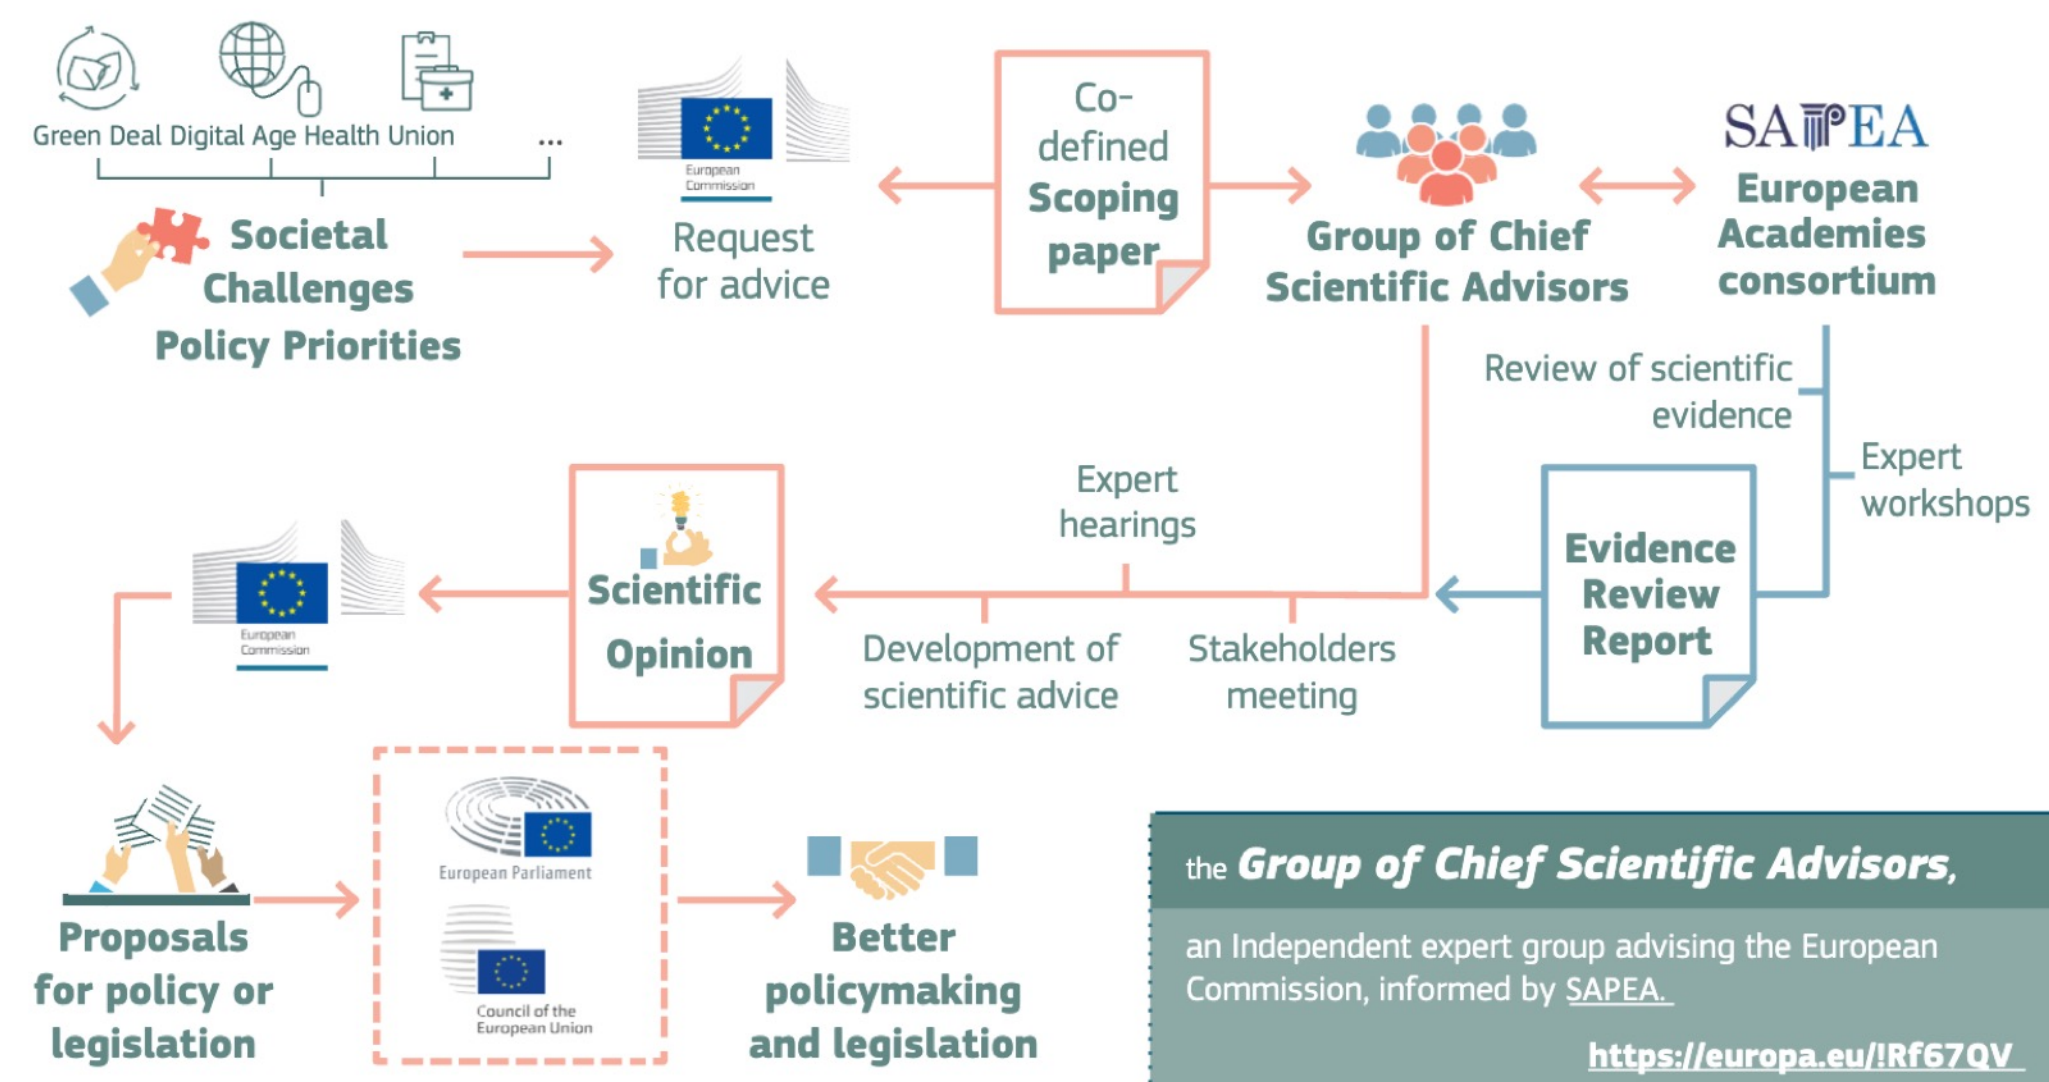 Green Deal Digital Age Health Union ...
Societal
Challenges
Policy Priorities
European
Commission
Request
for advice
Co-
defined
Scoping
paper
Group of Chief
Scientific Advisors
SAPEA
European
Academies
consortium
Review of scientific
evidence
Expert
workshops
Evidence
Review
Report
Expert
hearings
Stakeholders
meeting
Development of
scientific advice
Scientific
Opinion
European
Commission
Proposals
for policy or
legislation
European Parliament
Council of the
European Union
Better
policymaking
and legislation
the Group of Chief Scientific Advisors,
an Independent expert group advising the European
Commission, informed by SAPEA.
https://europa.eu/!Rf67QV